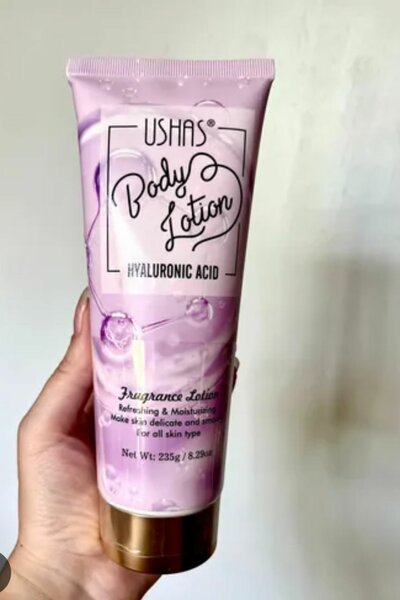 USHAS®
Body
Lotion
HYALURONIC ACID
Fragrance Lotion
Refreshing & Moisturizing
Make skin delicate and smooth
For all skin type
Net Wt: 235g / 8.29oz